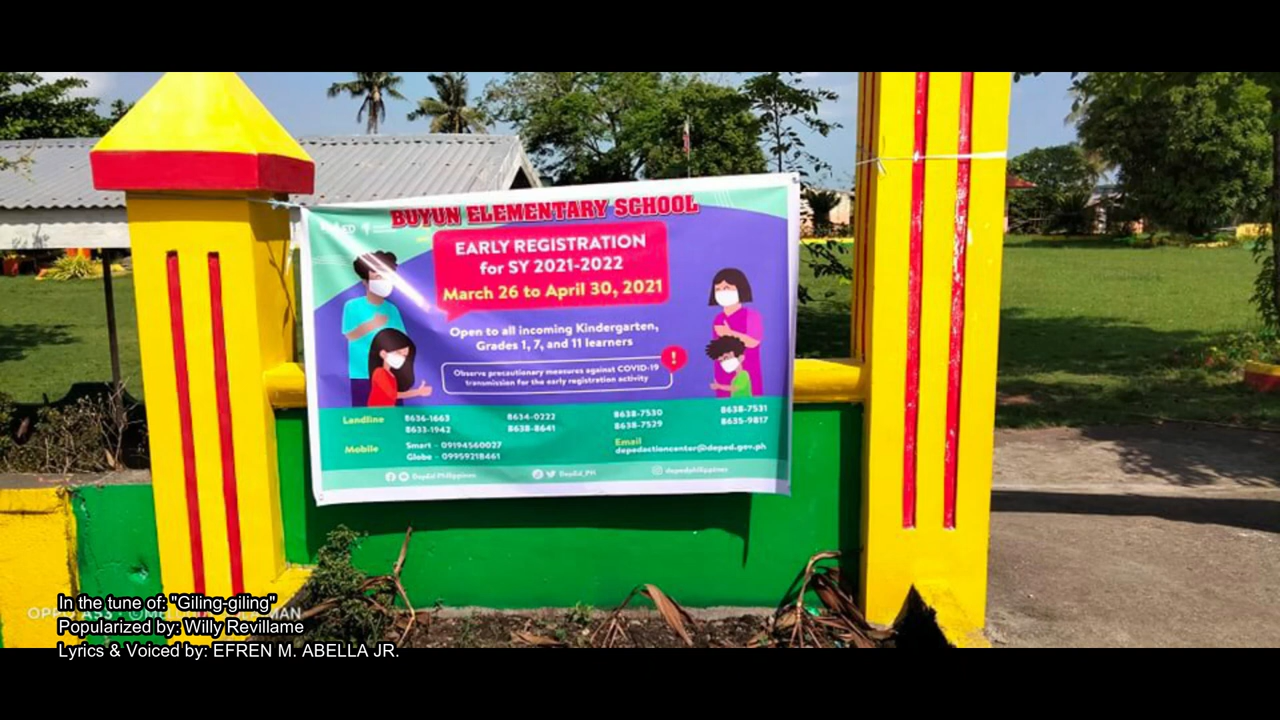 BUYUN ELEMENTARY SCHOOL
EARLY REGISTRATION
for SY 2021-2022
March 26 to April 30, 2021
Open to all incoming Kindergarten,
Grades 1, 7, and 11 learners
!
Observe precautionary measures against COVID-19
transmission for the early registration activity
Landline 8636-1663 8634-0222 8638-7530 8638-7531
8633-1942 8638-8641 8638-7529 8635-9817
Mobile Smart - 09194560027
Globe - 09959218461
Email
depedactioncenter@deped.gov.ph
DepEd Philippines DepEd_PH depedphilippines
In the tune of: "Giling-giling"
Popularized by: Willy Revillame
Lyrics & Voiced by: EFREN M. ABELLA JR.